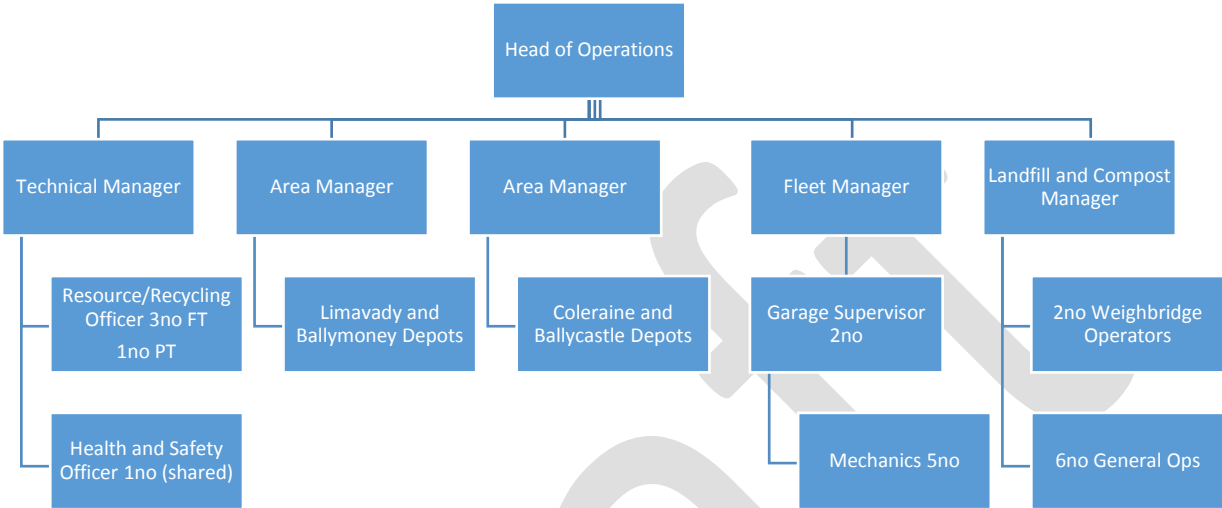 Head of Operations
Technical Manager
Area Manager
Area Manager
Fleet Manager
Landfill and Compost
Manager
Resource/Recycling
Officer 3no FT
1no PT
Limavady and
Ballymoney Depots
Coleraine and
Ballycastle Depots
Garage Supervisor
2no
2no Weighbridge
Operators
Health and Safety
Officer 1no (shared)
Mechanics 5no
6no General Ops